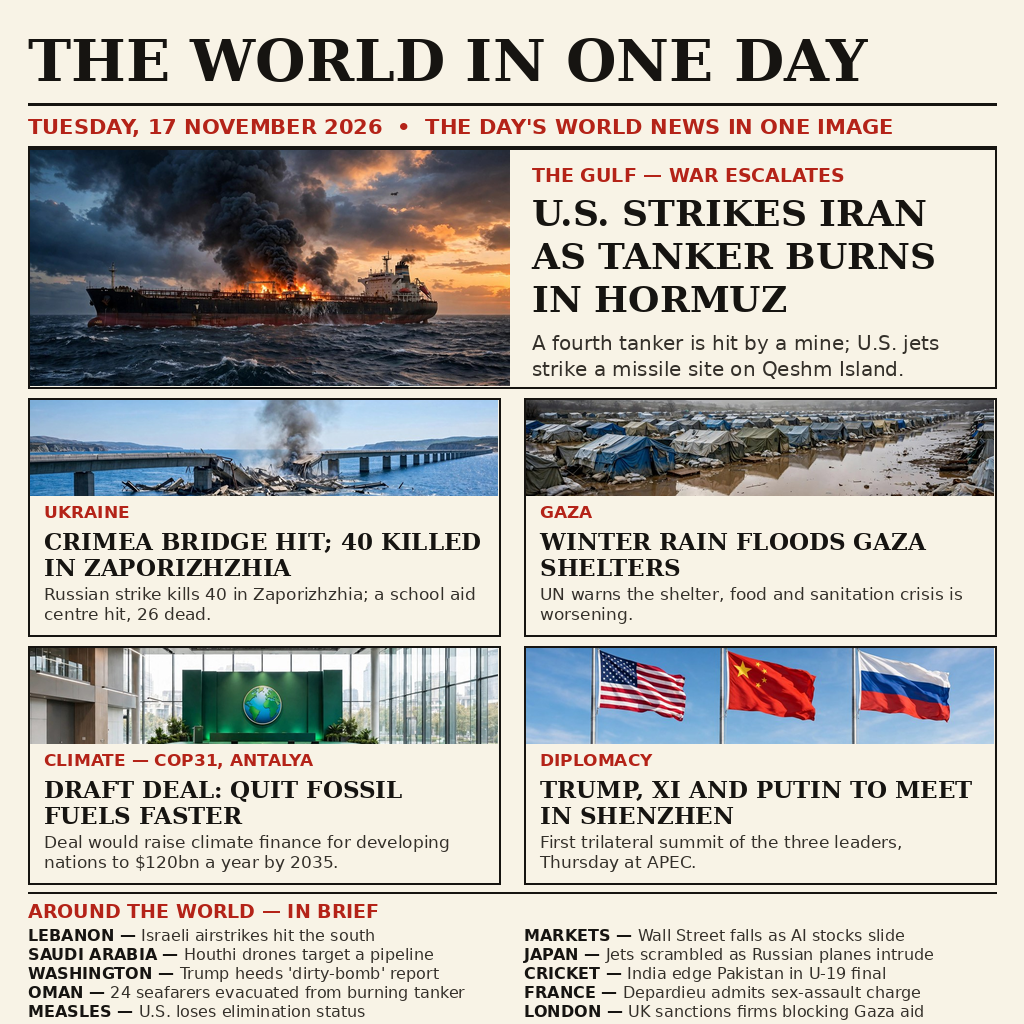 THE WORLD IN ONE DAY
TUESDAY, 17 NOVEMBER 2026 • THE DAY'S WORLD NEWS IN ONE IMAGE
THE GULF — WAR ESCALATES
U.S. STRIKES IRAN
AS TANKER BURNS
IN HORMUZ
A fourth tanker is hit by a mine; U.S. jets
strike a missile site on Qeshm Island.
UKRAINE
CRIMEA BRIDGE HIT; 40 KILLED
IN ZAPORIZHZHIA
Russian strike kills 40 in Zaporizhzhia; a school aid
centre hit, 26 dead.
GAZA
WINTER RAIN FLOODS GAZA
SHELTERS
UN warns the shelter, food and sanitation crisis is
worsening.
CLIMATE — COP31, ANTALYA
DRAFT DEAL: QUIT FOSSIL
FUELS FASTER
Deal would raise climate finance for developing
nations to $120bn a year by 2035.
DIPLOMACY
TRUMP, XI AND PUTIN TO MEET
IN SHENZHEN
First trilateral summit of the three leaders,
Thursday at APEC.
AROUND THE WORLD — IN BRIEF
LEBANON — Israeli airstrikes hit the south
SAUDI ARABIA — Houthi drones target a pipeline
WASHINGTON — Trump heeds 'dirty-bomb' report
OMAN — 24 seafarers evacuated from burning tanker
MEASLES — U.S. loses elimination status
MARKETS — Wall Street falls as AI stocks slide
JAPAN — Jets scrambled as Russian planes intrude
CRICKET — India edge Pakistan in U-19 final
FRANCE — Depardieu admits sex-assault charge
LONDON — UK sanctions firms blocking Gaza aid